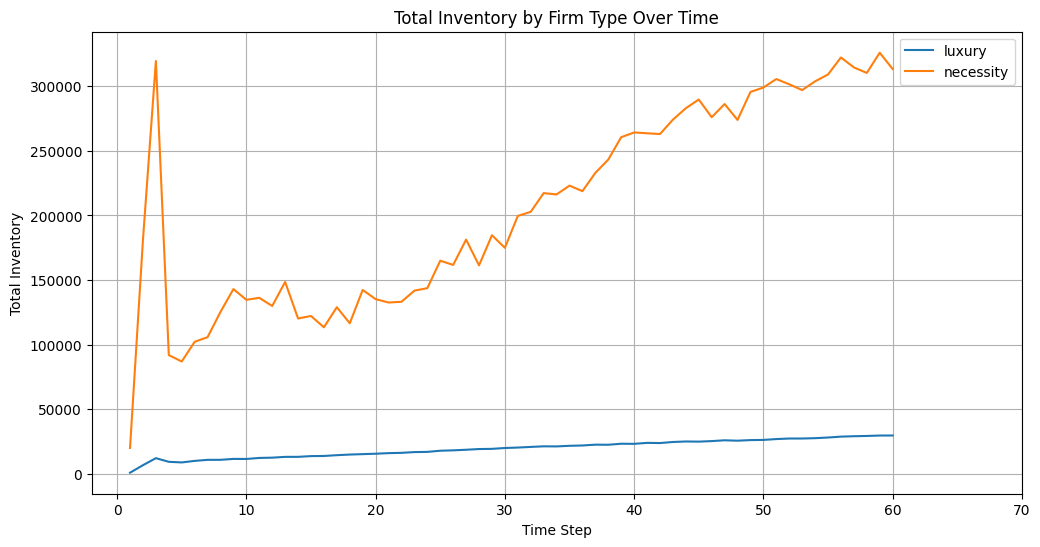 Total Inventory by Firm Type Over Time
luxury
necessity
300000
250000
200000
150000
100000
50000
0
Total Inventory
0 10 20 30 40 50 60 70
Time Step